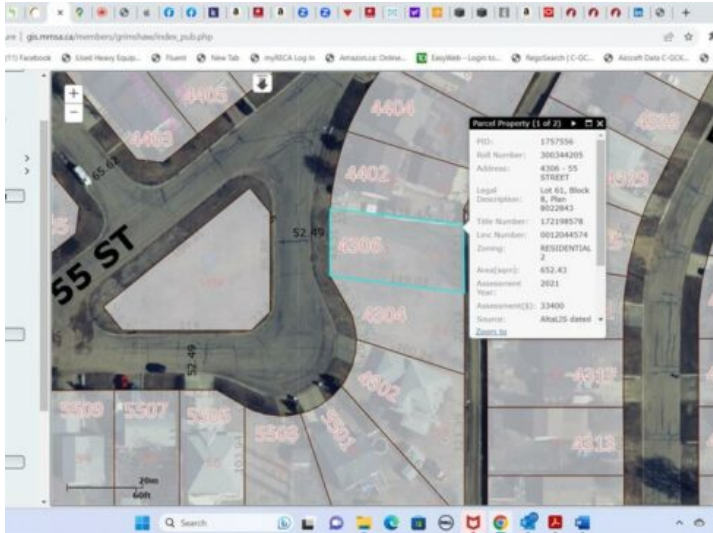 gis.mmsa.ca/members/grimshaw/index_pub.php
Facebook
Used Heavy Equip...
Fluent
New Tab
myRECA Log In
Amazon.ca: Online...
EasyWeb - Login to...
RegoSearch | C-GC...
Aircraft Data C-GCK...
+
−
4405
4403
4404
4402
65.62
55 ST
52.49
4306
4304
4302
52.49
5509
5507
5505
20m
60ft
4315
4313
Parcel Property (1 of 2)
PID: 1757556
Roll Number: 300344205
Address: 4306 - 55
STREET
Legal
Description: Lot 61, Block
8, Plan
8022843
Title Number: 172198578
Linc Number: 0012044574
Zoning: RESIDENTIAL
2
Area(sqm): 652.43
Assessment
Year: 2021
Assessment($): 33400
Source: AltaLIS dated
Zoom to
Search